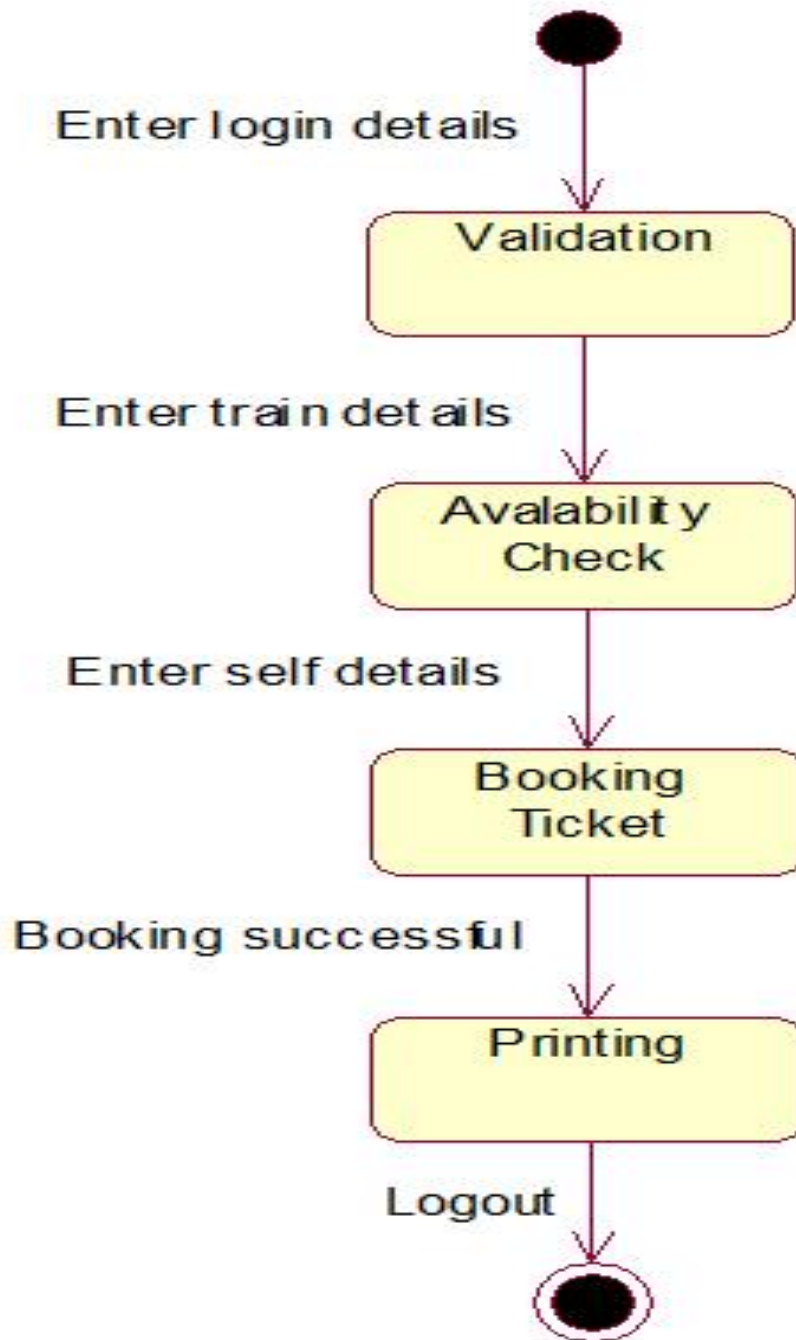 Enter login details
Validation
Enter train details
Avalability
Check
Enter self details
Booking
Ticket
Booking successful
Printing
Logout